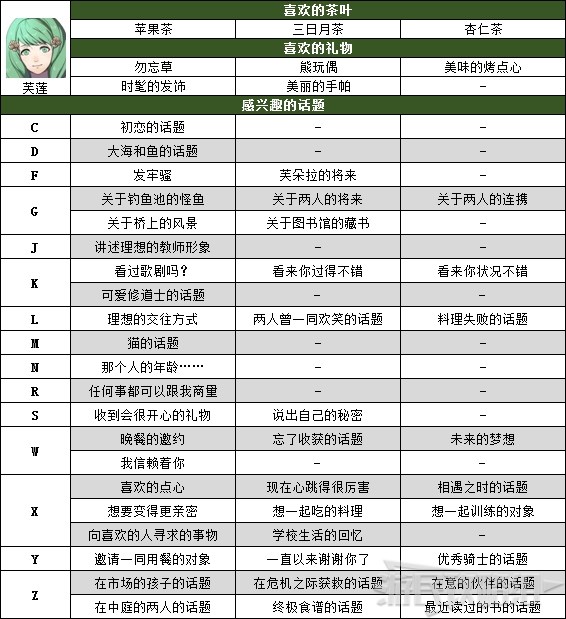 喜欢的茶叶
苹果茶 三日月茶 杏仁茶
喜欢的礼物
勿忘草 熊玩偶 美味的烤点心
芙莲 时髦的发饰 美丽的手帕 –
感兴趣的话题
C 初恋的话题 – –
D 大海和鱼的话题 – –
F 发牢骚 芙朵拉的将来 –
G 关于钓鱼池的怪鱼 关于两人的将来 关于两人的连携
关于桥上的风景 关于图书馆的藏书 –
J 讲述理想的教师形象 – –
K 看过歌剧吗? 看来你过得不错 看来你状况不错
可爱修道士的话题 – –
L 理想的交往方式 两人曾一同欢笑的话题 料理失败的话题
M 猫的话题 – –
N 那个人的年龄…… – –
R 任何事都可以跟我商量 – –
S 收到会很开心的礼物 说出自己的秘密 –
W 晚餐的邀约 忘了收获的话题 未来的梦想
我信赖着你 – –
X 喜欢的点心 现在心跳得很厉害 相遇之时的话题
想要变得更亲密 想一起吃的料理 想一起训练的对象
向喜欢的人寻求的事物 学校生活的回忆 –
Y 邀请一同用餐的对象 一直以来谢谢你了 优秀骑士的话题
Z 在市场的孩子的话题 在危机之际获救的话题 在意的伙伴的话题
在中庭的两人的话题 终极食谱的话题 最近读过的书的话题